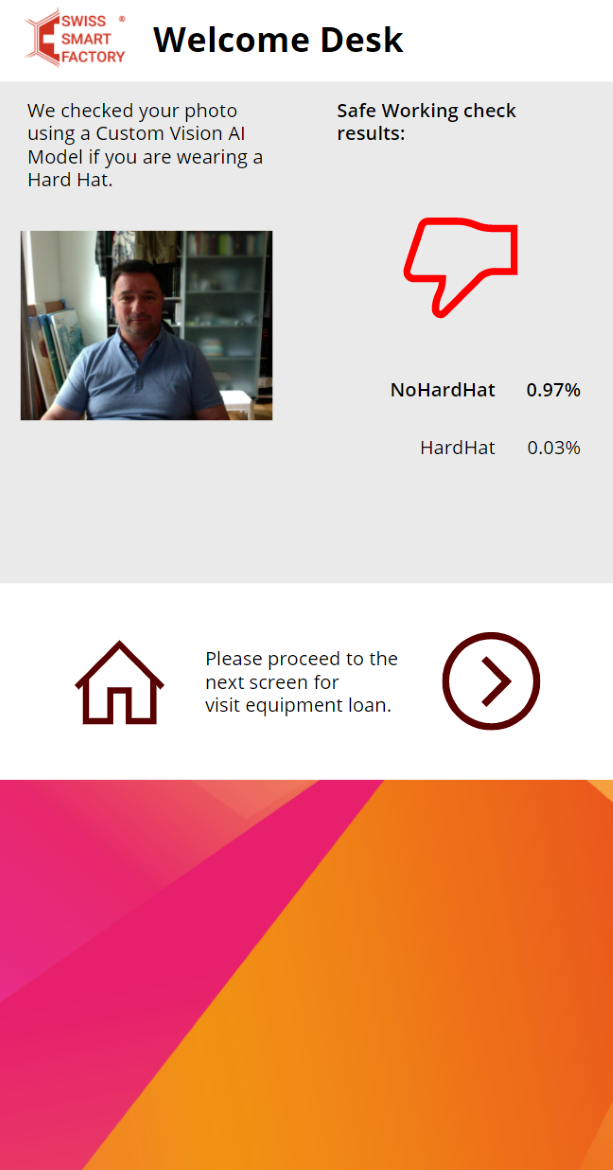 SWISS ®
SMART
FACTORY
Welcome Desk
We checked your photo
using a Custom Vision AI
Model if you are wearing a
Hard Hat.
Safe Working check
results:
NoHardHat 0.97%
HardHat 0.03%
Please proceed to the
next screen for
visit equipment loan.